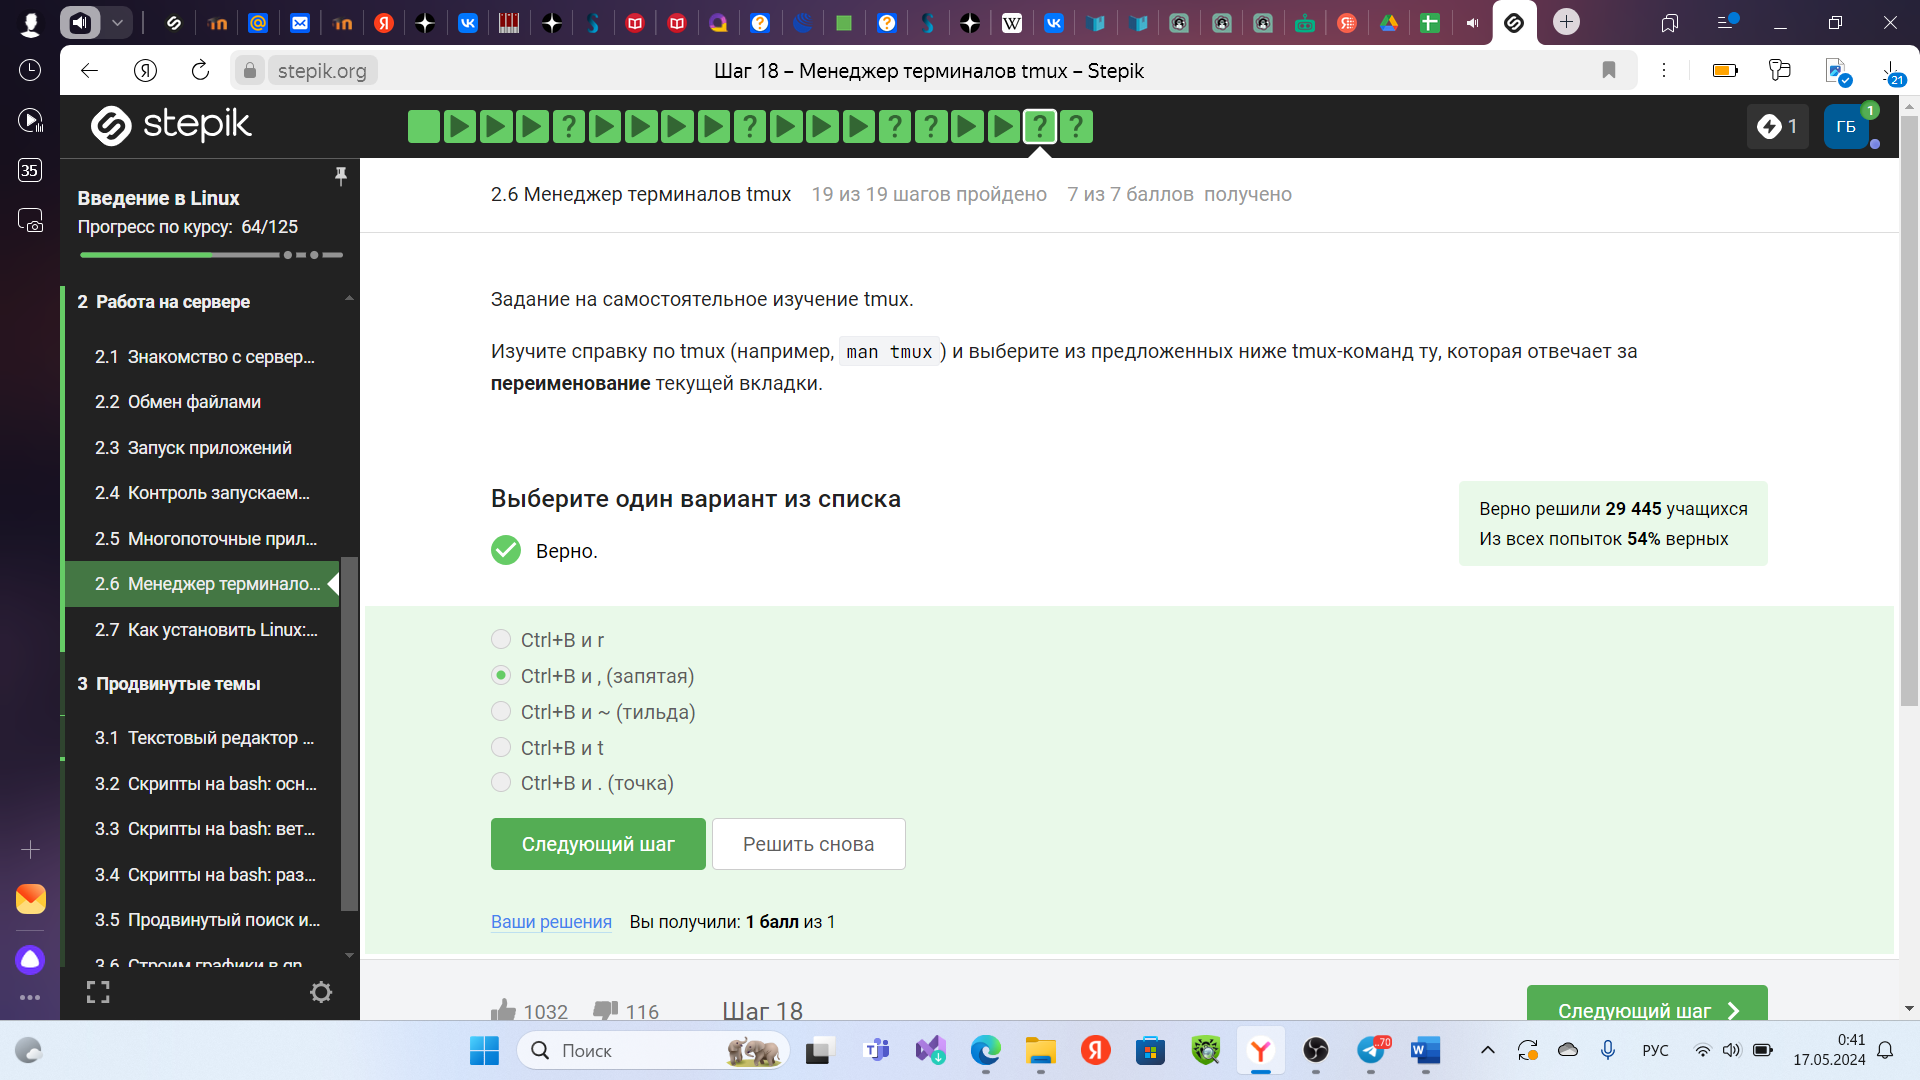 stepik.org
Шаг 18 – Менеджер терминалов tmux – Stepik
21
35
stepik
1
ГБ
1
Введение в Linux
Прогресс по курсу: 64/125
2 Работа на сервере
2.1 Знакомство с сервер...
2.2 Обмен файлами
2.3 Запуск приложений
2.4 Контроль запускаем...
2.5 Многопоточные прил...
2.6 Менеджер терминало...
2.7 Как установить Linux:...
3 Продвинутые темы
3.1 Текстовый редактор ...
3.2 Скрипты на bash: осн...
3.3 Скрипты на bash: вет...
3.4 Скрипты на bash: раз...
3.5 Продвинутый поиск и...
3.6 Строим графики в gn...
2.6 Менеджер терминалов tmux 19 из 19 шагов пройдено 7 из 7 баллов получено
Задание на самостоятельное изучение tmux.
Изучите справку по tmux (например, man tmux ) и выберите из предложенных ниже tmux-команд ту, которая отвечает за
переименование текущей вкладки.
Выберите один вариант из списка
Верно.
Верно решили 29 445 учащихся
Из всех попыток 54% верных
Ctrl+B и r
Ctrl+B и , (запятая)
Ctrl+B и ~ (тильда)
Ctrl+B и t
Ctrl+B и . (точка)
Следующий шаг
Решить снова
Ваши решения Вы получили: 1 балл из 1
1032 116 Шаг 18
Следующий шаг
Поиск
РУС
0:41
17.05.2024